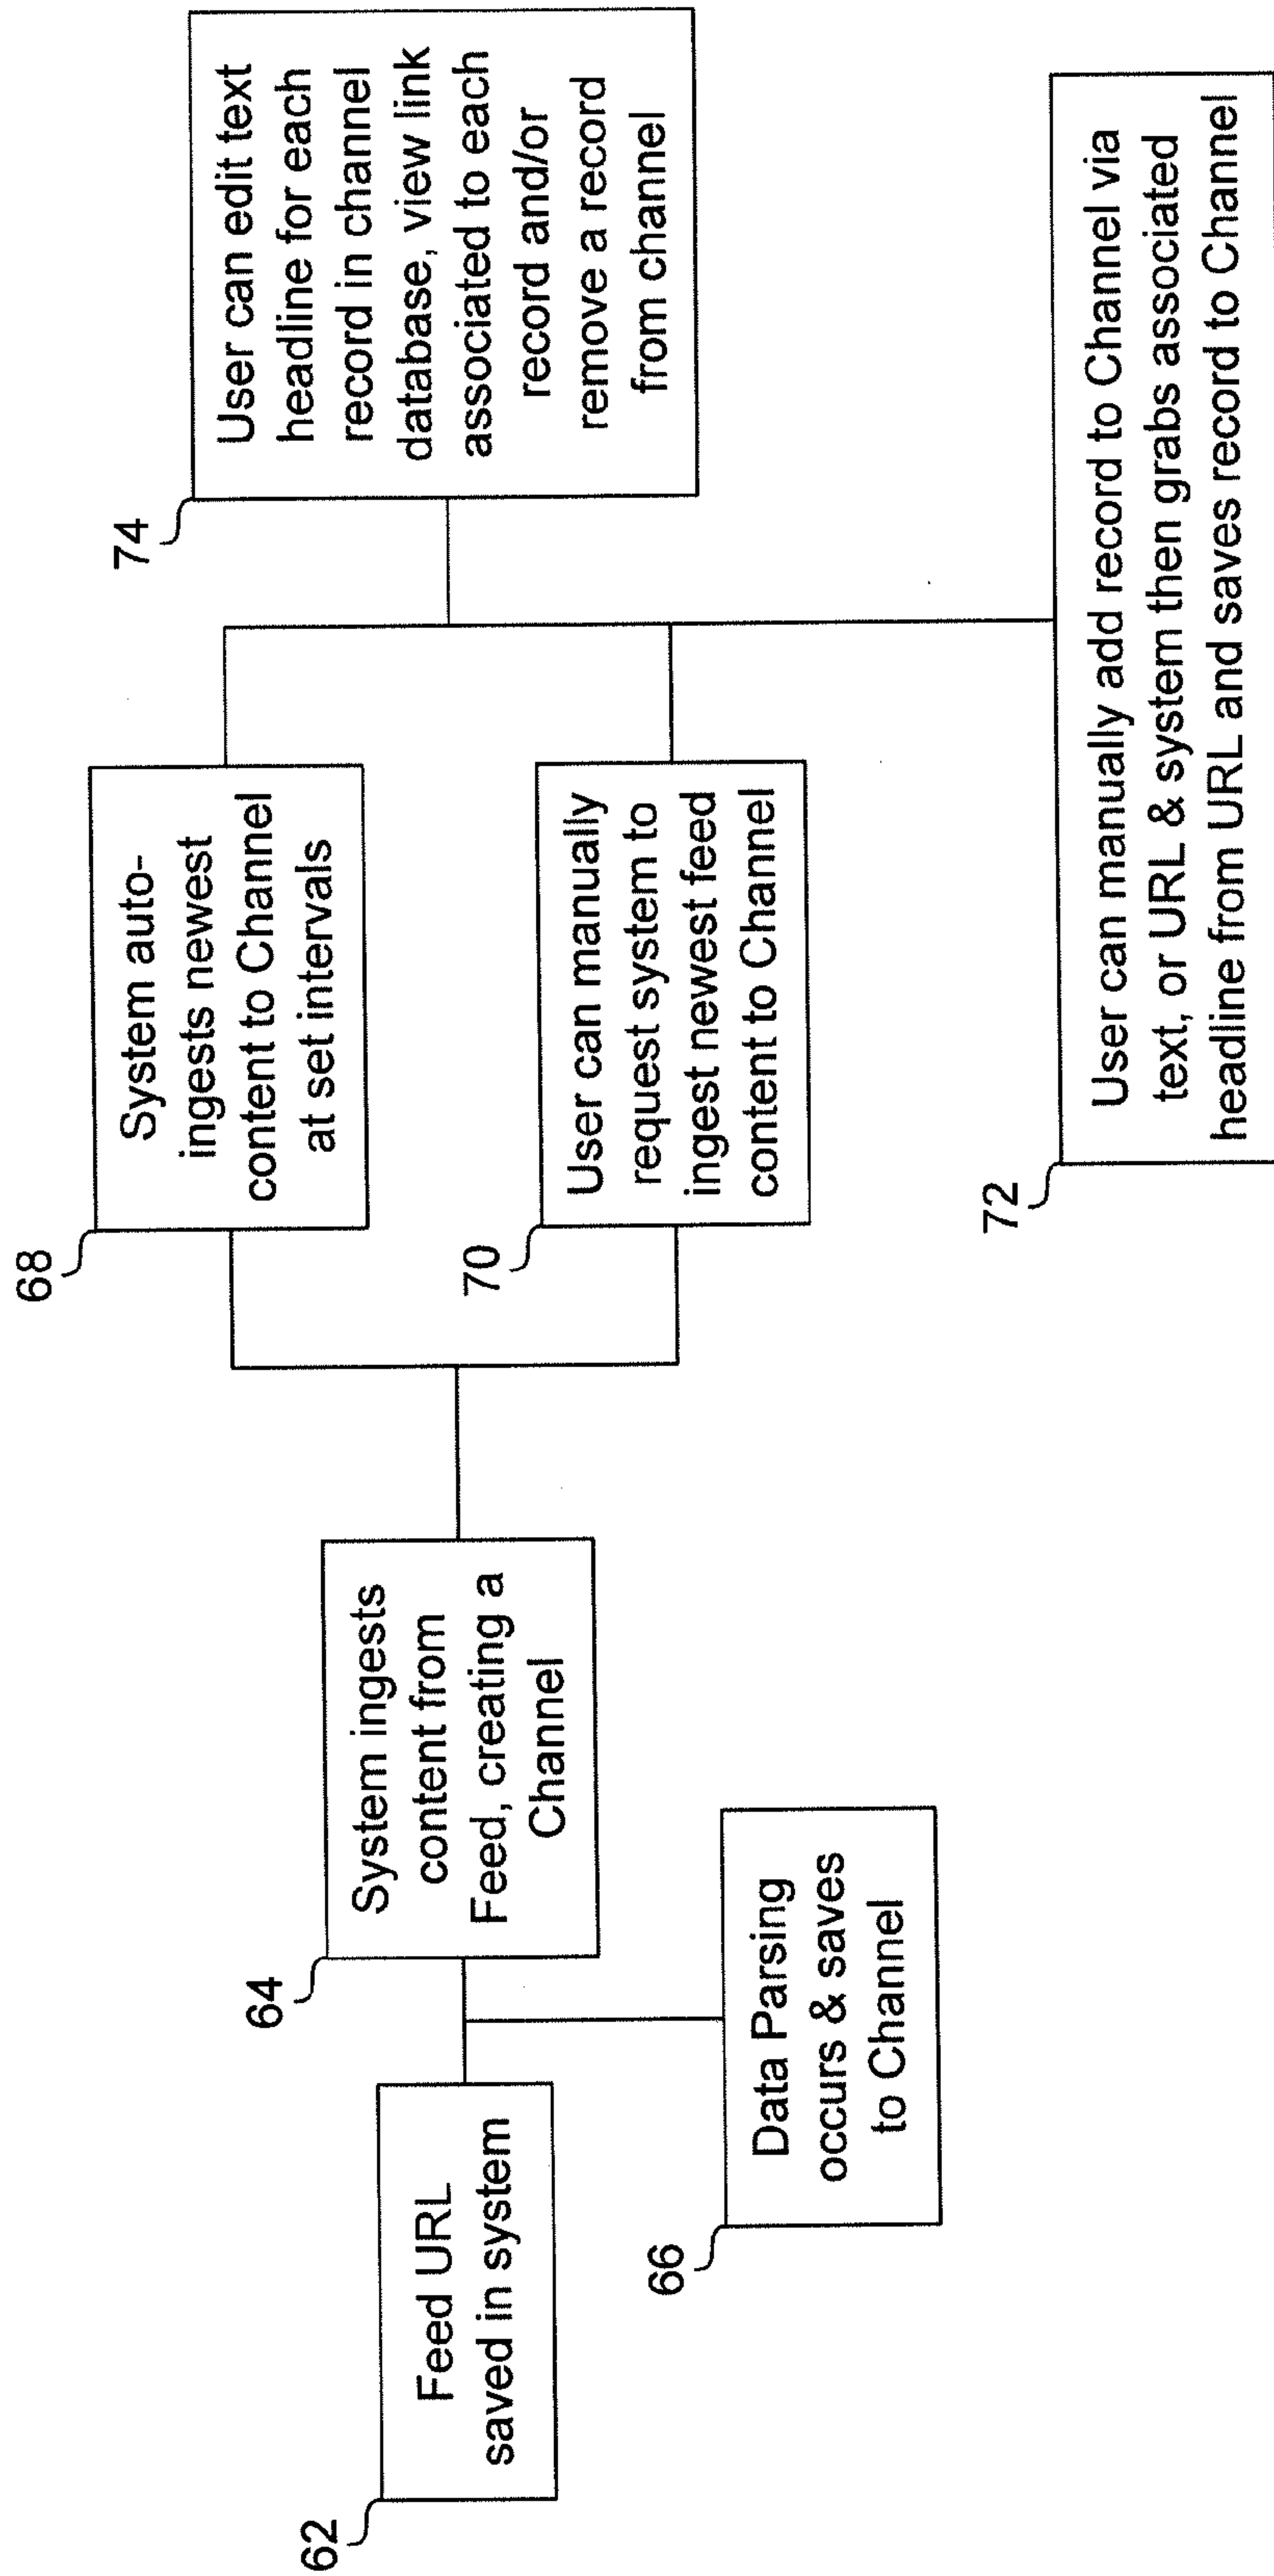 62
Feed URL
saved in system
64
System ingests
content from
Feed, creating a
Channel
66
Data Parsing
occurs & saves
to Channel
68
System auto-
ingests newest
content to Channel
at set intervals
70
User can manually
request system to
ingest newest feed
content to Channel
72
User can manually add record to Channel via
text, or URL & system then grabs associated
headline from URL and saves record to Channel
74
User can edit text
headline for each
record in channel
database, view link
associated to each
record and/or
remove a record
from channel